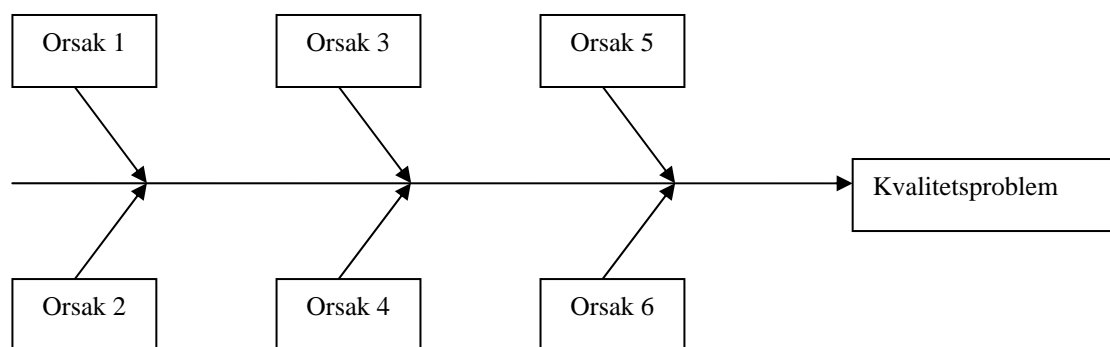 Orsak 1
Orsak 3
Orsak 5
Kvalitetsproblem
Orsak 2
Orsak 4
Orsak 6